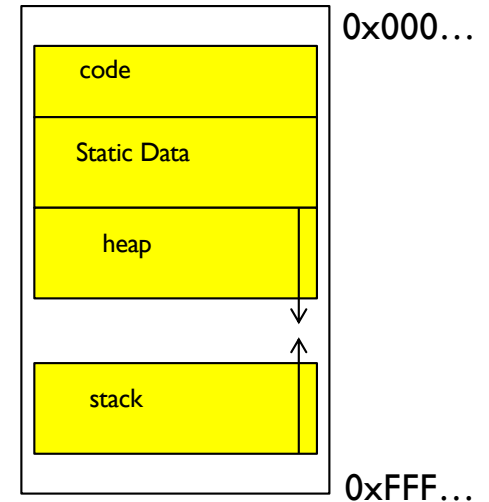 0x000...
code
Static Data
heap
stack
0xFFF...